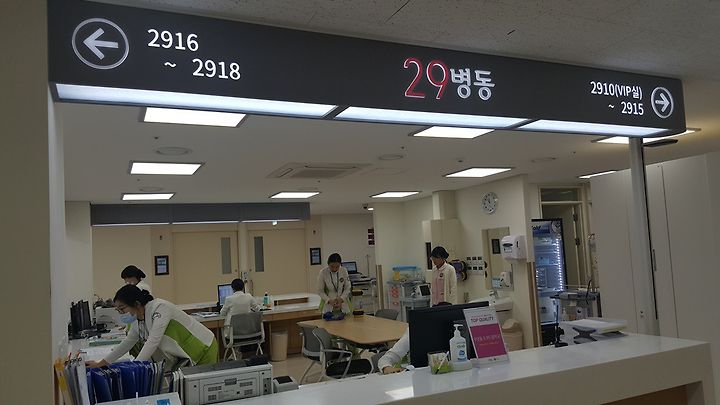 2916
~ 2918
29병동
2910(VIP실)
~ 2915
TOP QUALITY